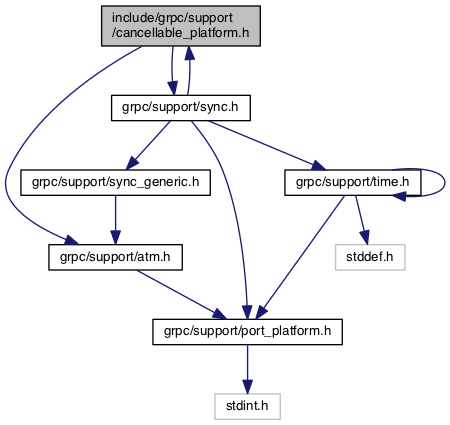 include/grpc/support
/cancellable_platform.h
grpc/support/sync.h
grpc/support/sync_generic.h
grpc/support/time.h
grpc/support/atm.h
stddef.h
grpc/support/port_platform.h
stdint.h